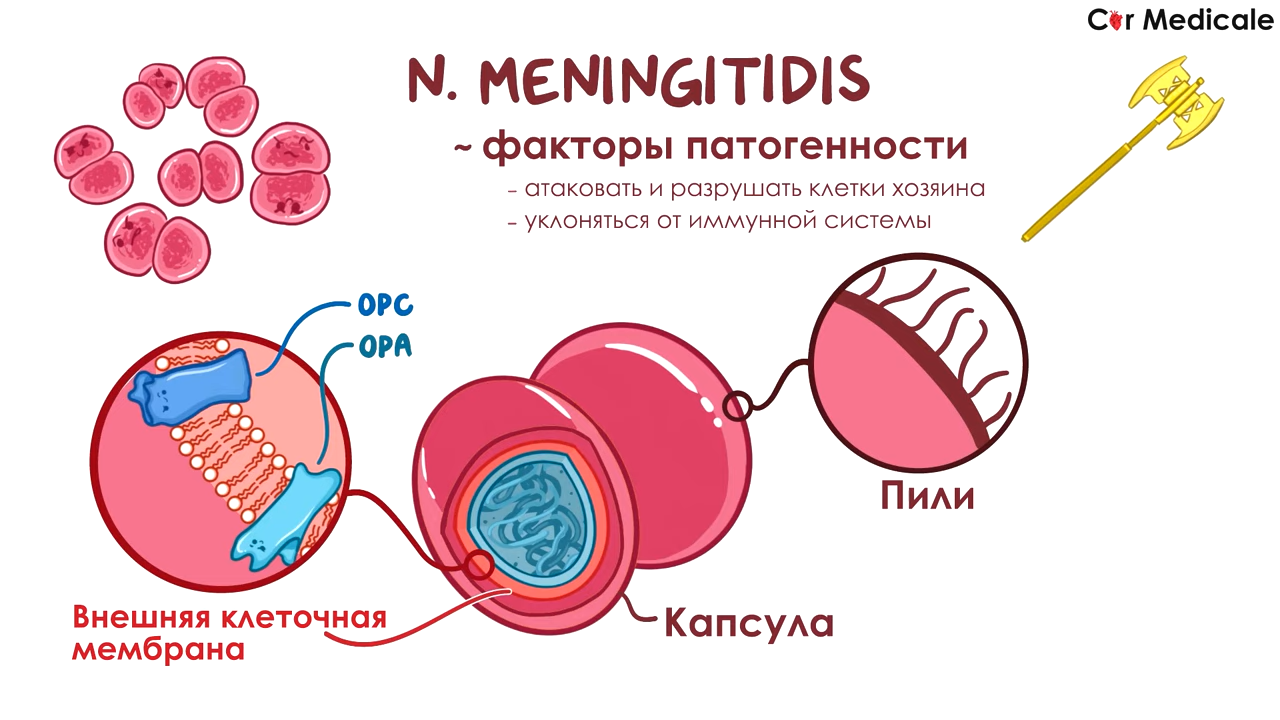 Cor Medicale
N. MENINGITIDIS
~ факторы патогенности
- атаковать и разрушать клетки хозяина
- уклоняться от иммунной системы
OPC
OPA
Пили
Внешняя клеточная
мембрана
Капсула